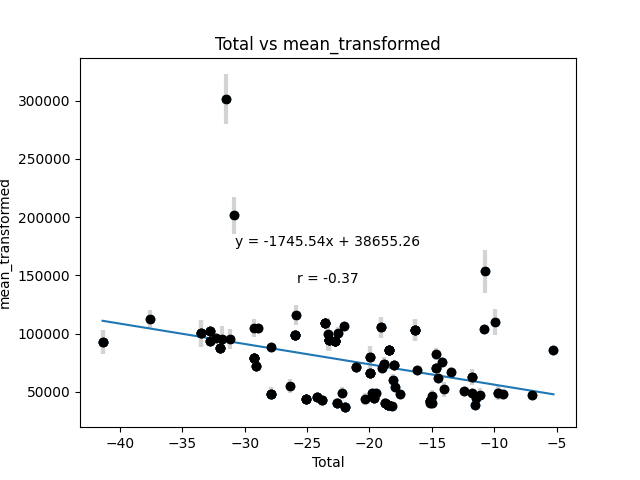 Total vs mean_transformed
300000
250000
200000
150000
100000
50000
mean_transformed
y = -1745.54x + 38655.26
r = -0.37
−40 −35 −30 −25 −20 −15 −10 −5
Total